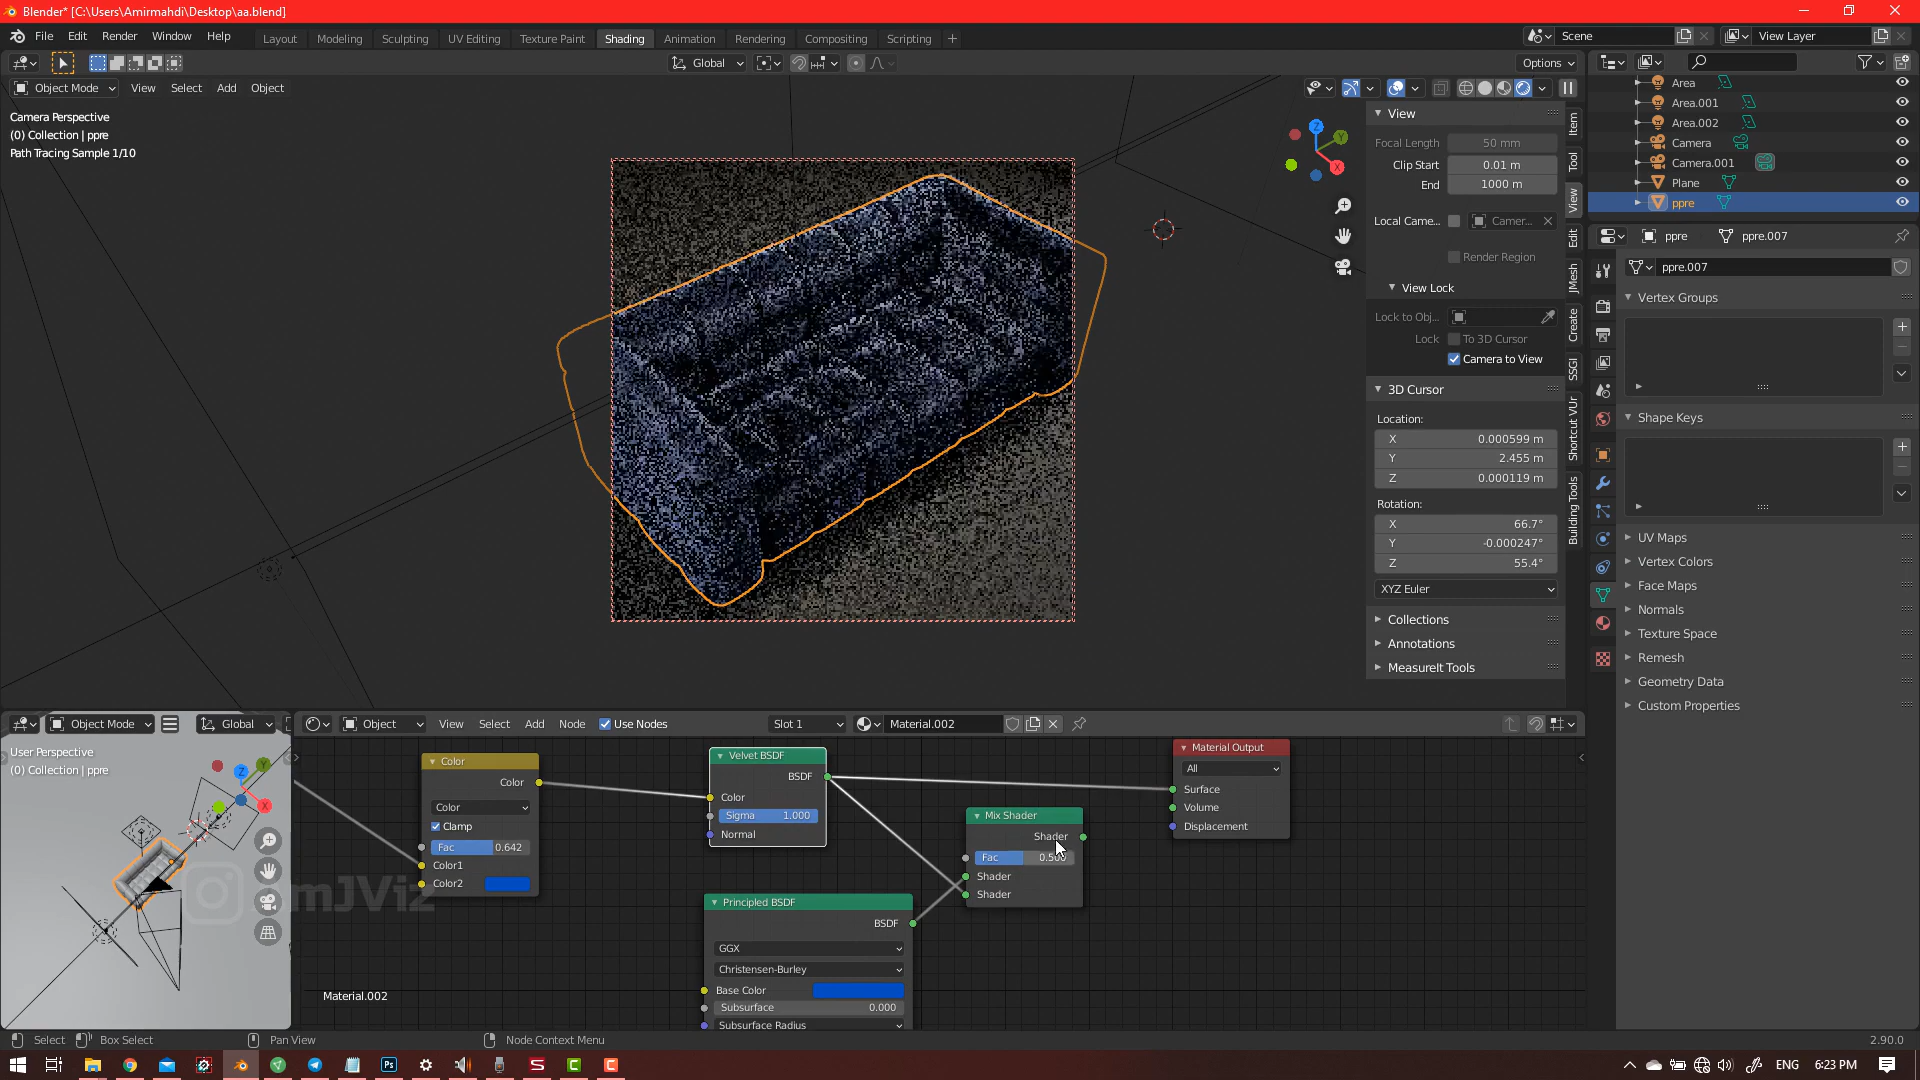 Blender* [C:\Users\Amirmahdi\Desktop\aa.blend]
File Edit Render Window Help
Layout Modeling Sculpting UV Editing Texture Paint Shading Animation Rendering Compositing Scripting
Scene
View Layer
Global
Options
Object Mode View Select Add Object
Camera Perspective
(0) Collection | ppre
Path Tracing Sample 1/10
View
Focal Length 50 mm
Clip Start 0.01 m
End 1000 m
Local Came... Camer...
Render Region
View Lock
Lock to Obj...
Lock To 3D Cursor
Camera to View
3D Cursor
Location:
X 0.000599 m
Y 2.455 m
Z 0.000119 m
Rotation:
X 66.7°
Y -0.000247°
Z 55.4°
XYZ Euler
Collections
Annotations
MeasureIt Tools
Item
Tool
View
Edit
JMesh
Create
SSGI
Shortcut VUr
Building Tools
Area
Area.001
Area.002
Camera
Camera.001
Plane
ppre
ppre ppre.007
ppre.007
Vertex Groups
Shape Keys
UV Maps
Vertex Colors
Face Maps
Normals
Texture Space
Remesh
Geometry Data
Custom Properties
Object Mode Global
User Perspective
(0) Collection | ppre
Object View Select Add Node Use Nodes Slot 1 Material.002
Color
Color
Color
Clamp
Fac 0.642
Color1
Color2
Velvet BSDF
BSDF
Color
Sigma 1.000
Normal
Principled BSDF
BSDF
GGX
Christensen-Burley
Base Color
Subsurface 0.000
Subsurface Radius
Mix Shader
Shader
Fac 0.500
Shader
Shader
Material Output
All
Surface
Volume
Displacement
Material.002
Select Box Select Pan View Node Context Menu 2.90.0
ENG 6:23 PM